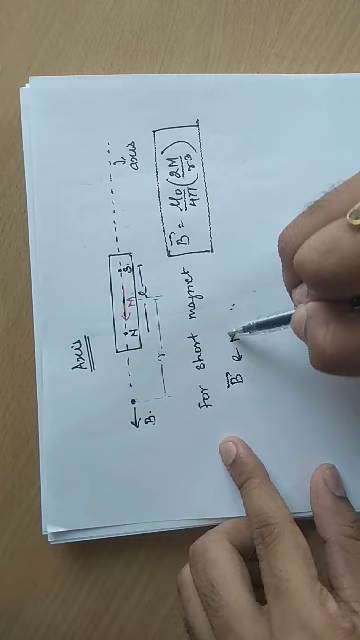 Axis
B. N M S. axis
l
r
For short magnet
B⃗ = μ₀/4π (2M⃗/r³)
B⃗ ←